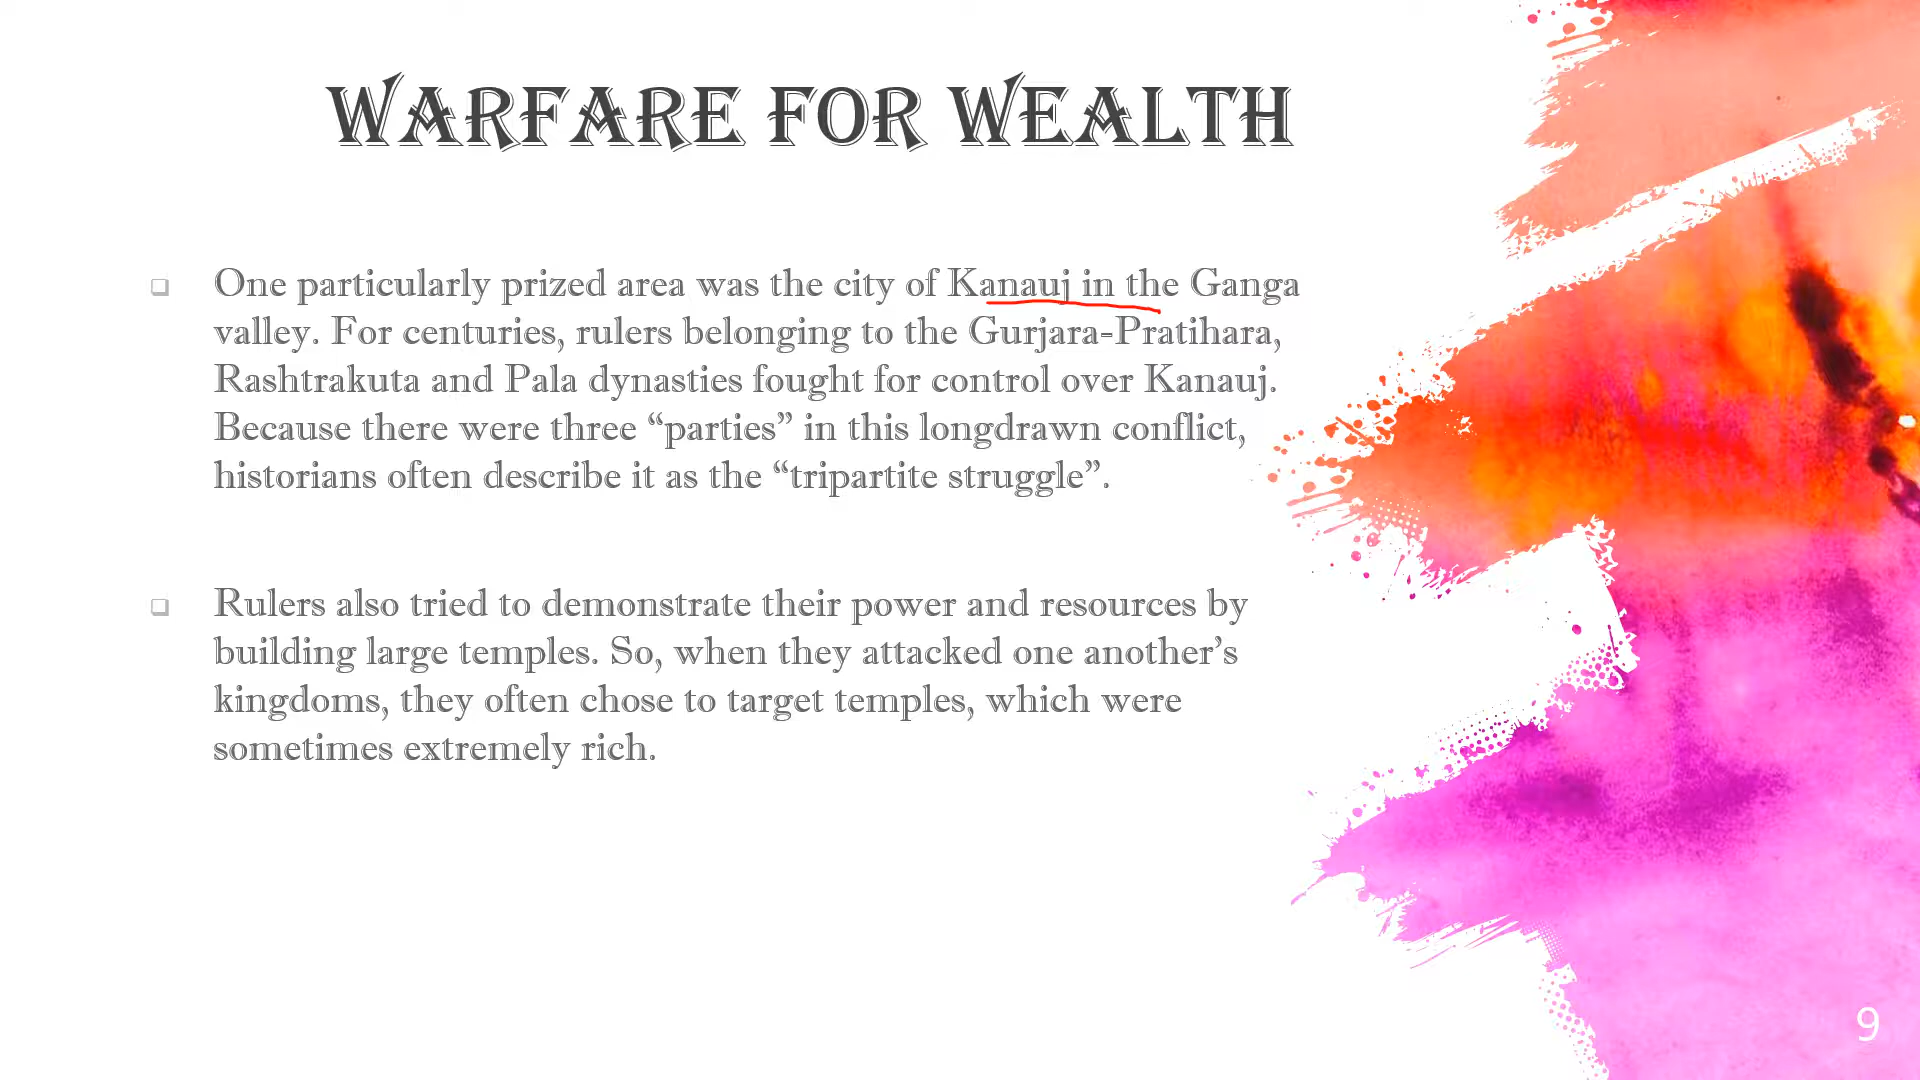 WARFARE FOR WEALTH
One particularly prized area was the city of Kanauj in the Ganga
valley. For centuries, rulers belonging to the Gurjara-Pratihara,
Rashtrakuta and Pala dynasties fought for control over Kanauj.
Because there were three “parties” in this longdrawn conflict,
historians often describe it as the “tripartite struggle”.
Rulers also tried to demonstrate their power and resources by
building large temples. So, when they attacked one another’s
kingdoms, they often chose to target temples, which were
sometimes extremely rich.
9